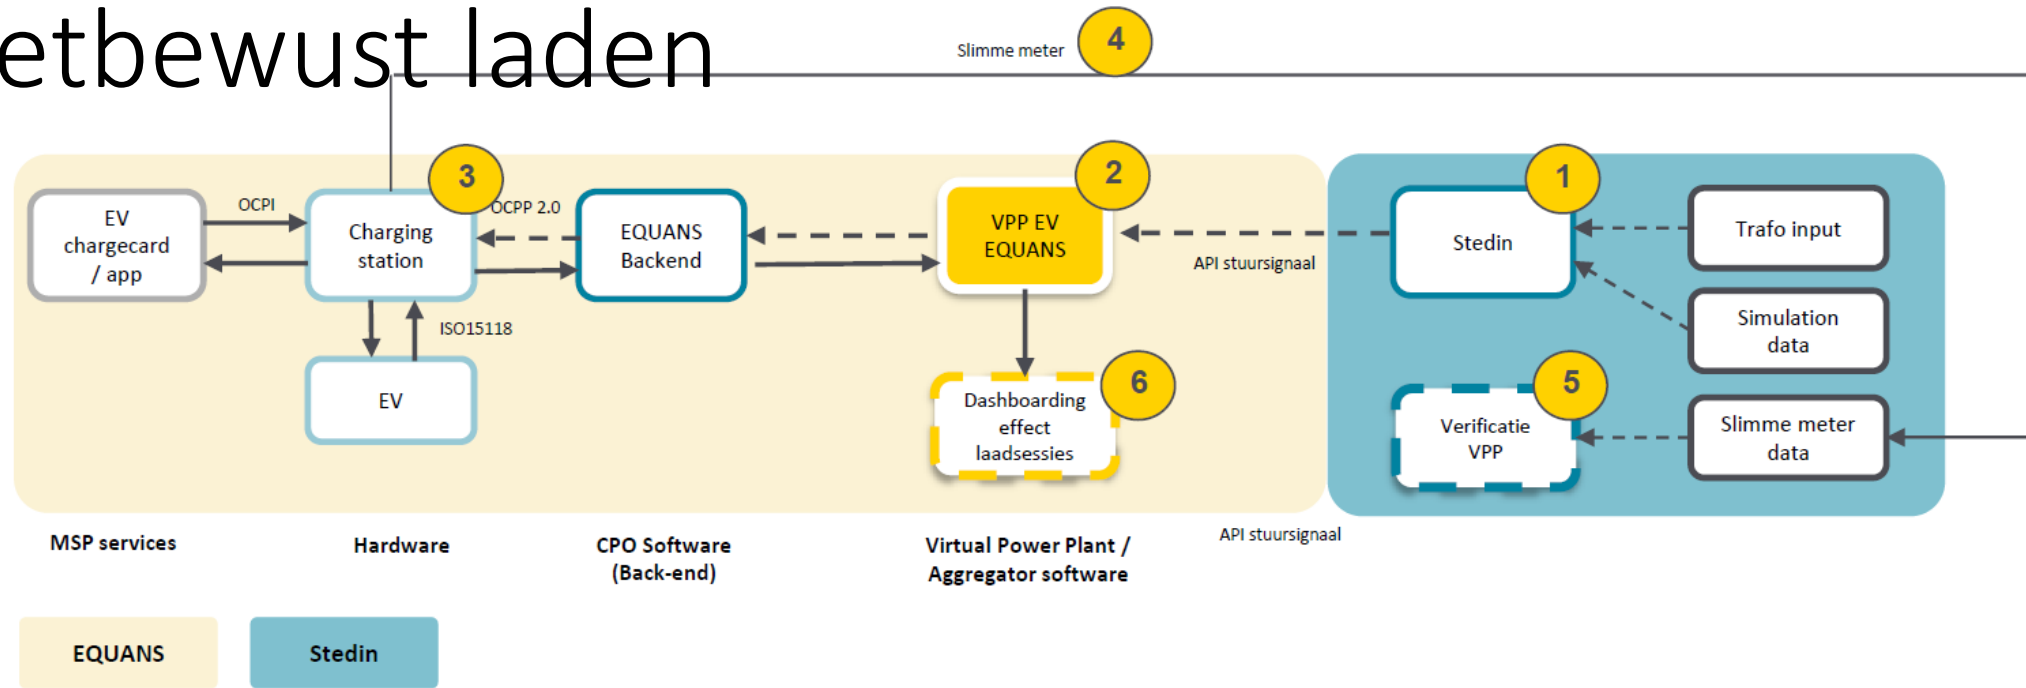 etbewust laden
Slimme meter
4
3
2
1
EV
chargecard
/ app
OCPI
Charging
station
OCPP 2.0
EQUANS
Backend
VPP EV
EQUANS
API stuursignaal
Stedin
Trafo input
Simulation
data
ISO15118
EV
Dashboarding
effect
laadsessies
6
Verificatie
VPP
5
Slimme meter
data
MSP services
Hardware
CPO Software
(Back-end)
Virtual Power Plant /
Aggregator software
API stuursignaal
EQUANS
Stedin